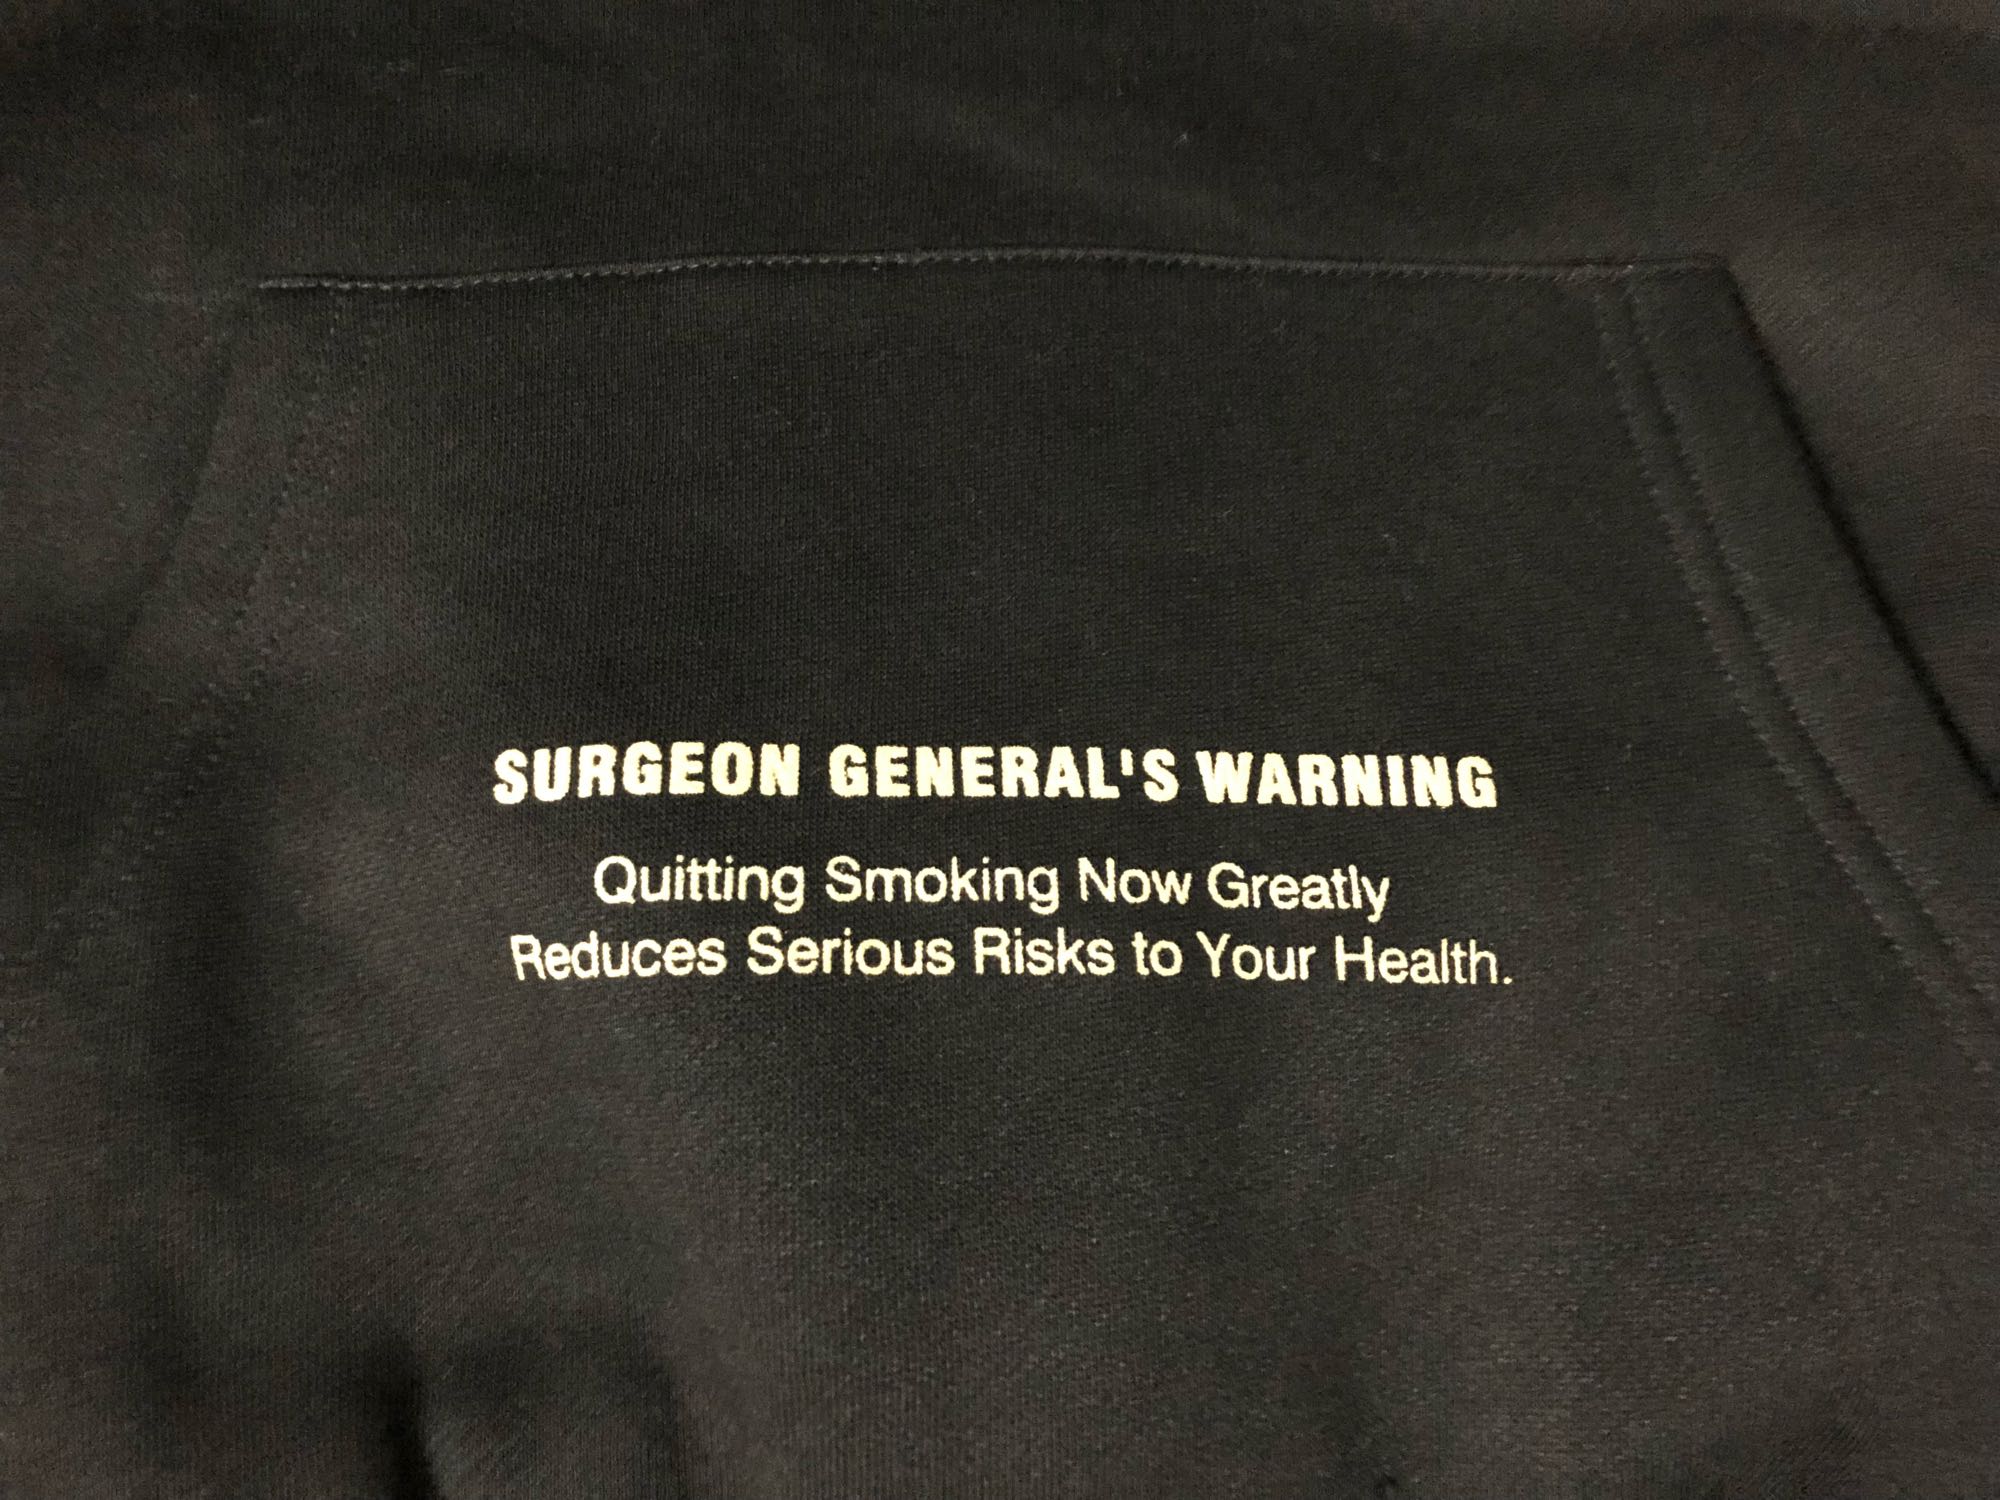 SURGEON GENERAL'S WARNING
Quitting Smoking Now Greatly
Reduces Serious Risks to Your Health.